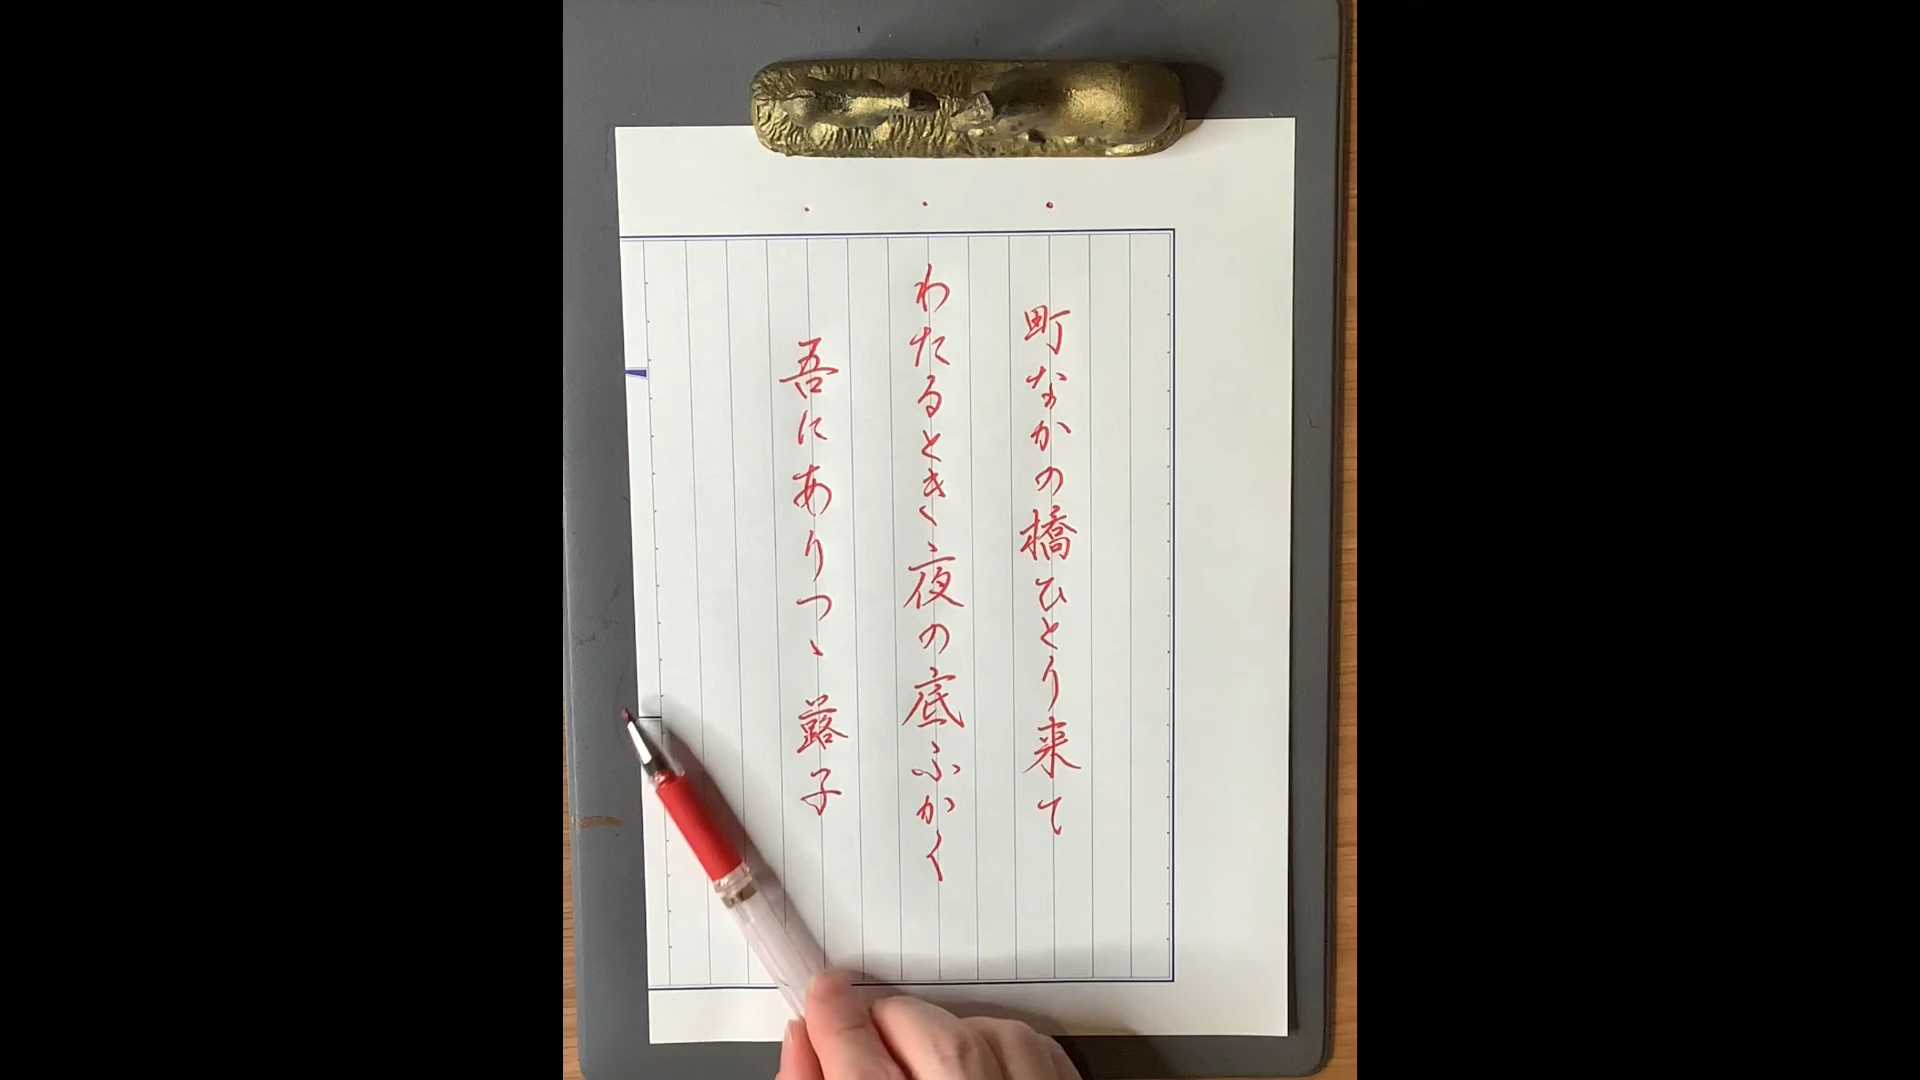 町なかの橋ひとり来て
わたるときく夜の底ふかく
吾にありつゝ 蕗子